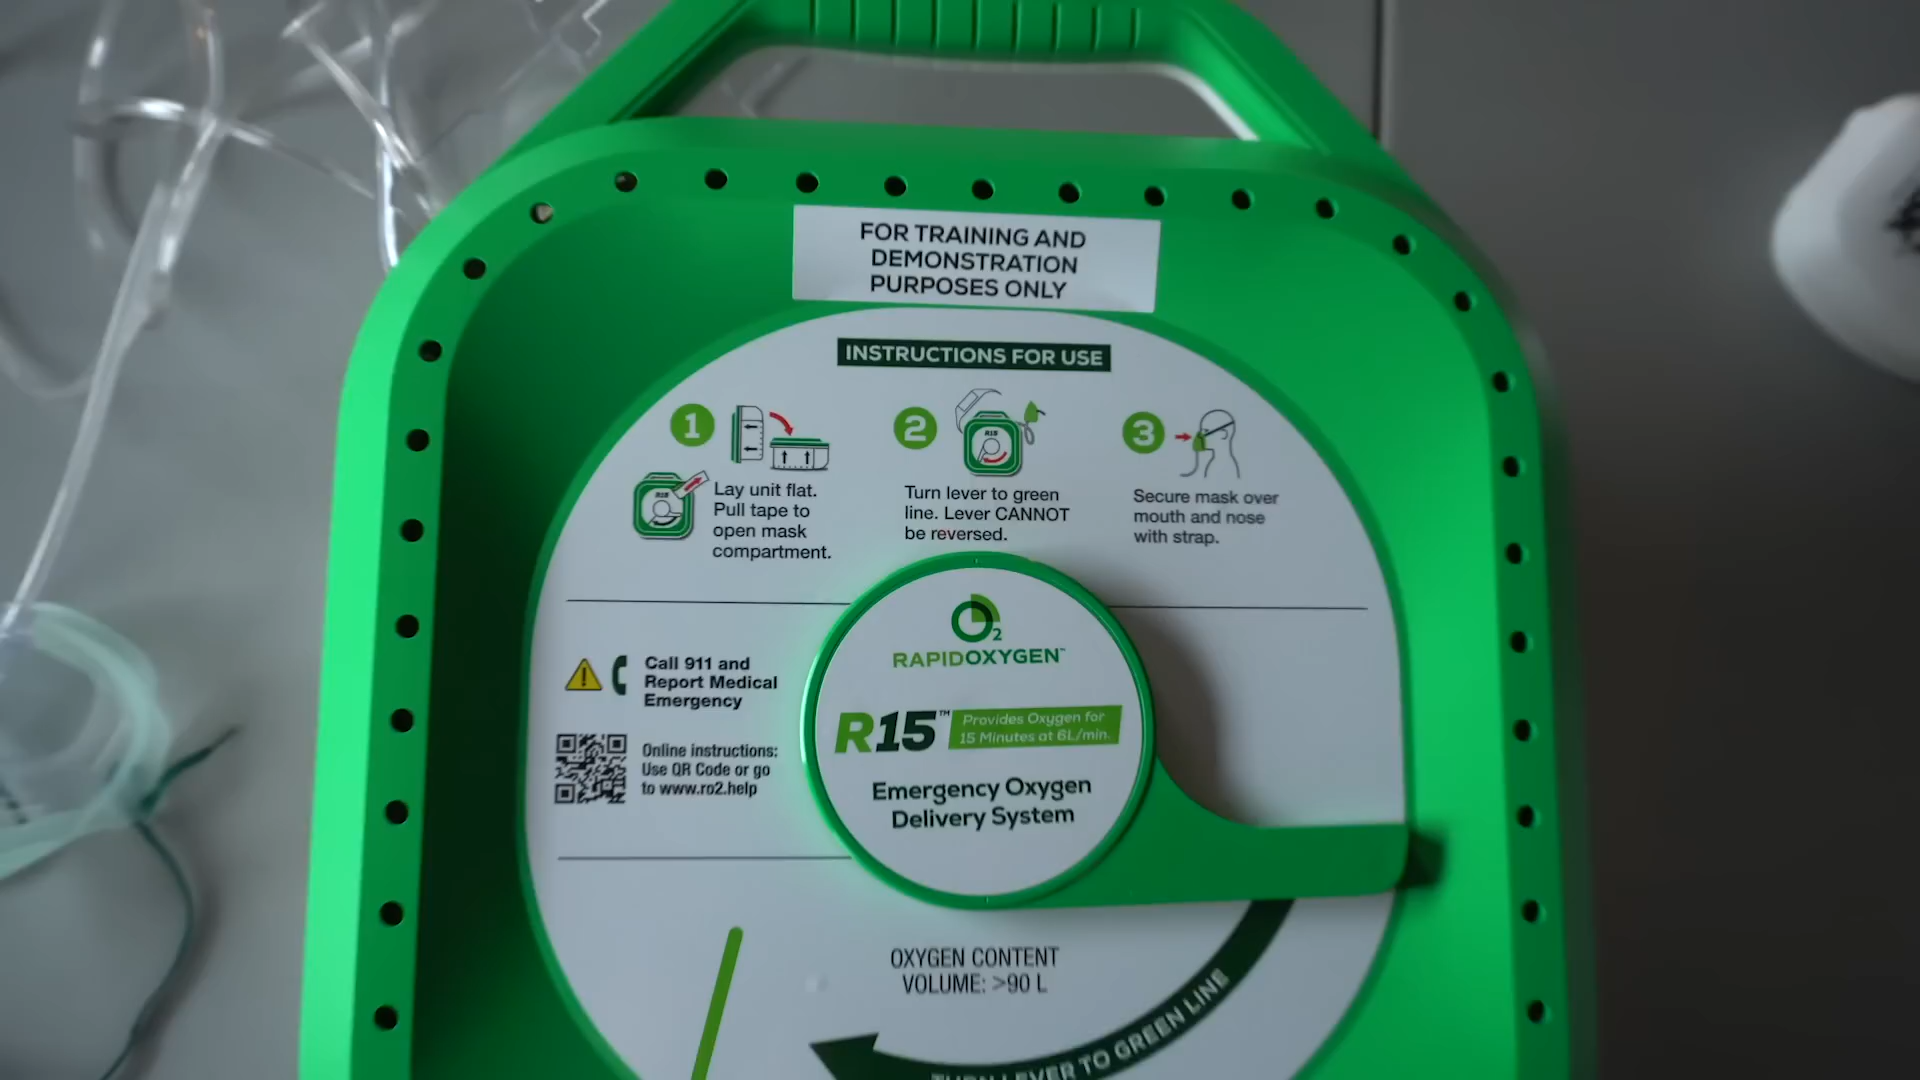 FOR TRAINING AND
DEMONSTRATION
PURPOSES ONLY
INSTRUCTIONS FOR USE
1
Lay unit flat.
Pull tape to
open mask
compartment.
2
R15
Turn lever to green
line. Lever CANNOT
be reversed.
3
Secure mask over
mouth and nose
with strap.
Call 911 and
Report Medical
Emergency
Online instructions:
Use QR Code or go
to www.ro2.help
O2
RAPIDOXYGEN™
R15™
Provides Oxygen for
15 Minutes at 6L/min.
Emergency Oxygen
Delivery System
OXYGEN CONTENT
VOLUME: >90 L
TURN LEVER TO GREEN LINE